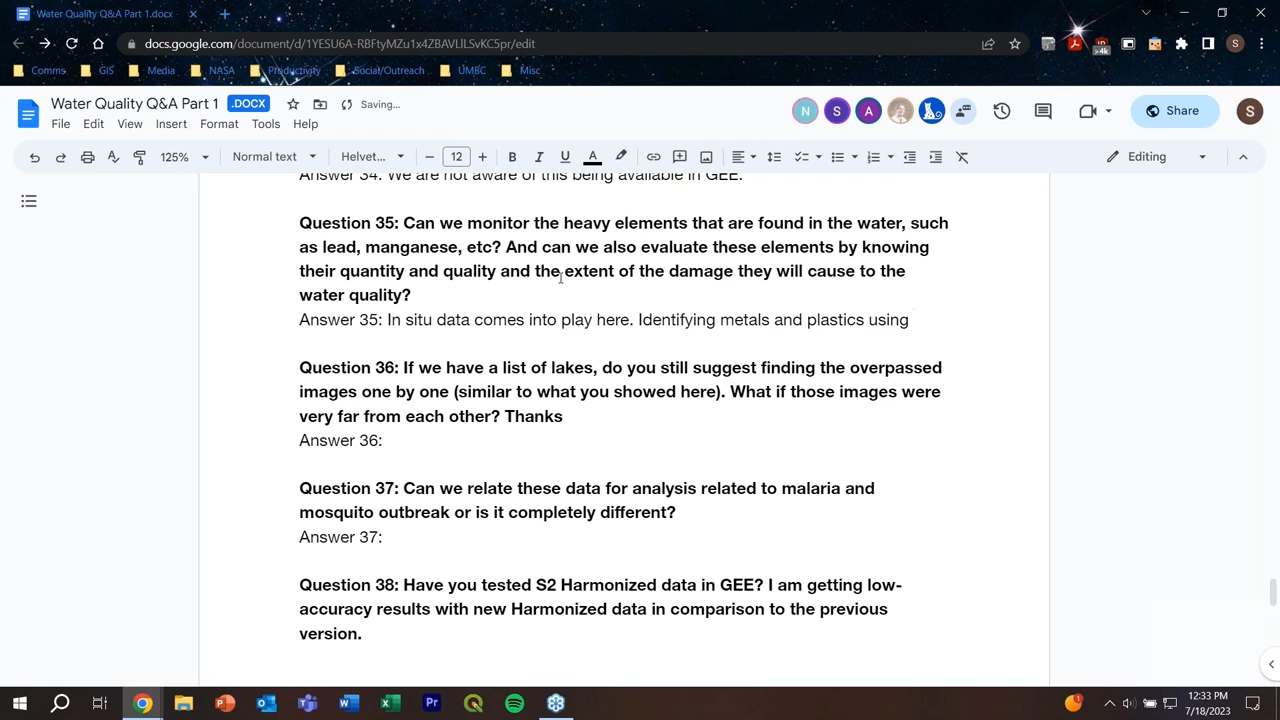 Water Quality Q&A Part 1.docx
docs.google.com/document/d/1YESU6A-RBFtyMZu1x4ZBAVLlLSvKC5pr/edit
>4k
S
Comms GIS Media NASA Productivity Social/Outreach UMBC Misc
Water Quality Q&A Part 1 .DOCX Saving...
N S A Share S
File Edit View Insert Format Tools Help
125% Normal text Helvet... 12 B I U A Editing
Answer 34: We are not aware of this being available in GEE.
Question 35: Can we monitor the heavy elements that are found in the water, such
as lead, manganese, etc? And can we also evaluate these elements by knowing
their quantity and quality and the extent of the damage they will cause to the
water quality?
Answer 35: In situ data comes into play here. Identifying metals and plastics using
Question 36: If we have a list of lakes, do you still suggest finding the overpassed
images one by one (similar to what you showed here). What if those images were
very far from each other? Thanks
Answer 36:
Question 37: Can we relate these data for analysis related to malaria and
mosquito outbreak or is it completely different?
Answer 37:
Question 38: Have you tested S2 Harmonized data in GEE? I am getting low-
accuracy results with new Harmonized data in comparison to the previous
version.
12:33 PM
7/18/2023